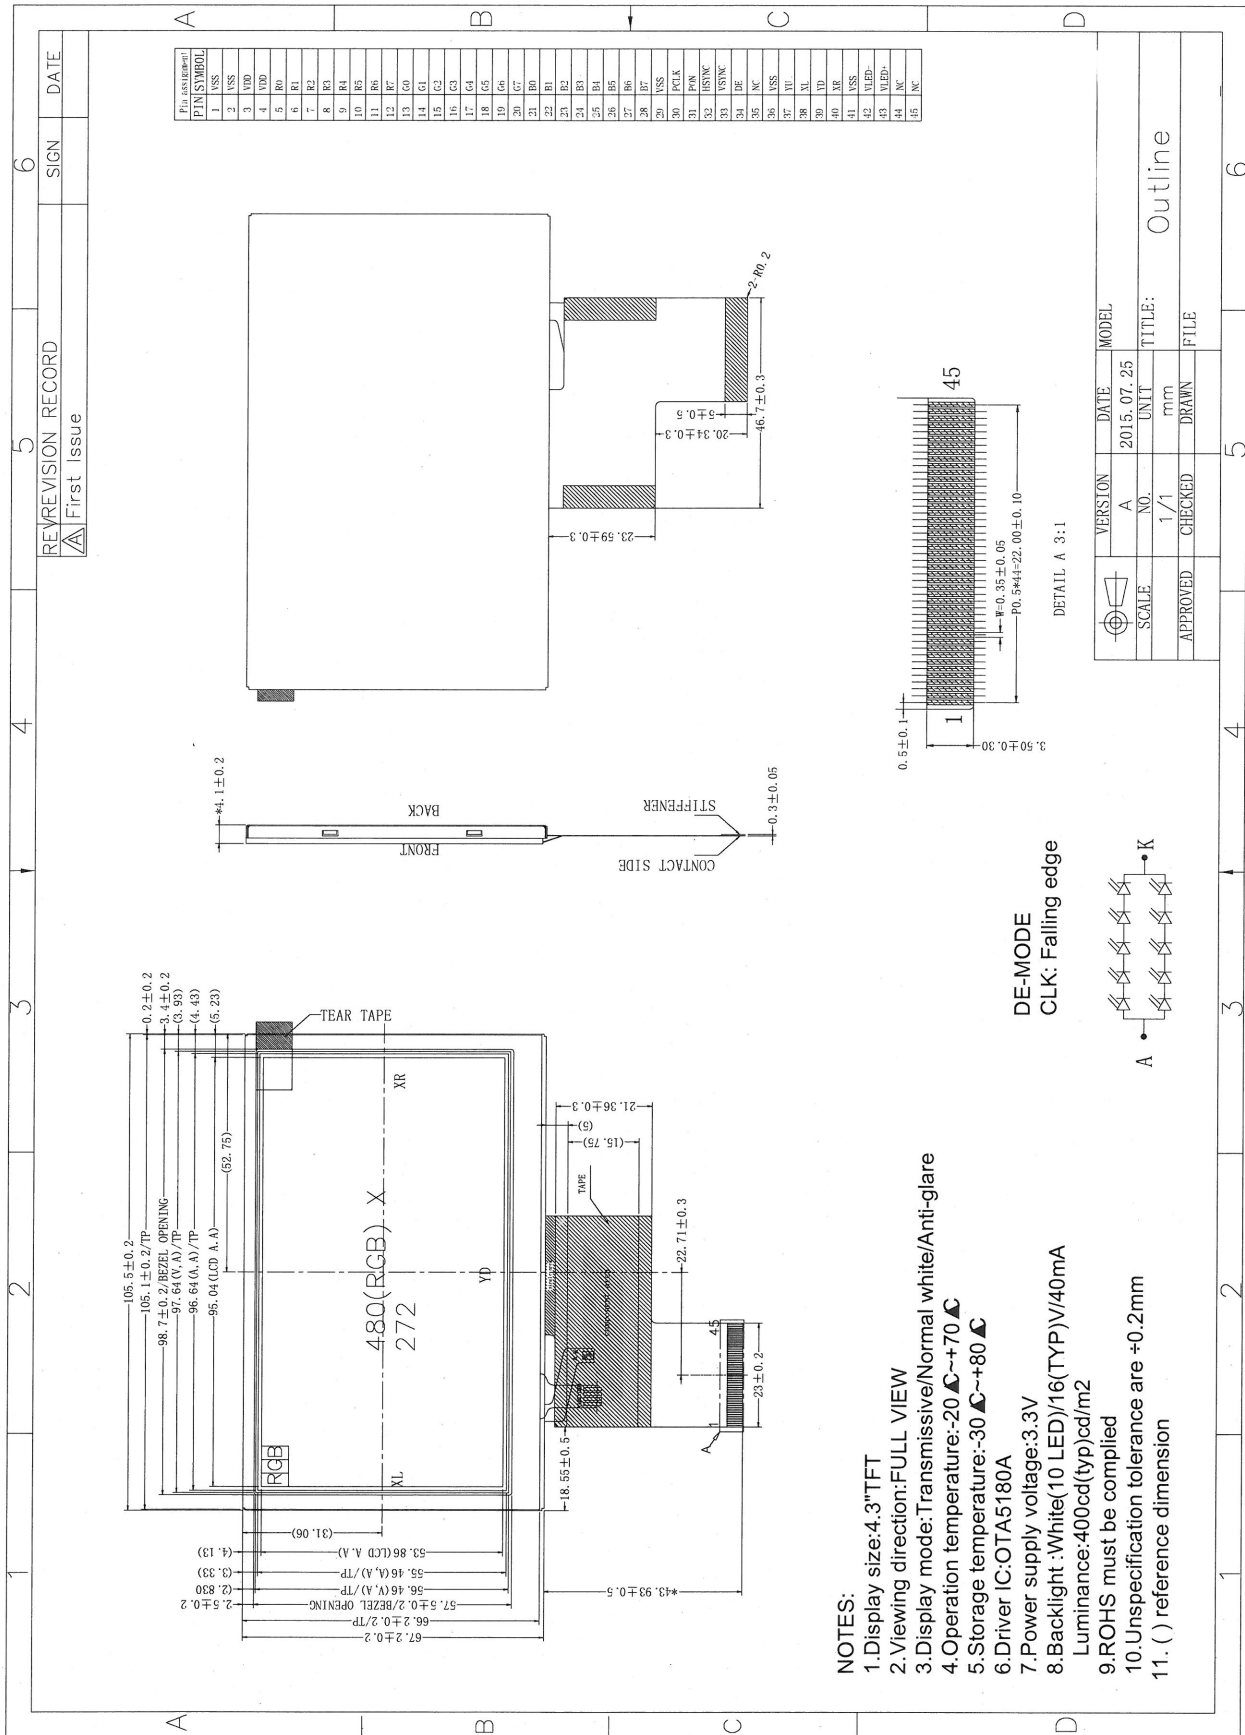 1
2
3
4
5
6
A
B
C
D
REVREVISION RECORD
SIGN
DATE
A
First Issue
105.5±0.2
105.1±0.2/TP
98.7±0.2/BEZEL OPENING
97.64(V,A)/TP
96.64(A,A)/TP
95.04(LCD A.A)
(52.75)
0.2±0.2
3.4±0.2
(3.93)
(4.43)
(5.23)
TEAR TAPE
67.2±0.2
66.2±0.2/TP
57.5±0.2/BEZEL OPENING
2.5±0.2
56.46(V,A)/TP
(2.830
55.46(A,A)/TP
(3.33)
53.86(LCD A.A)
(4.13)
(31.06)
RGB
480(RGB) X
272
XL
XR
YD
*43.93±0.5
18.55±0.5
TAPE
(5)
(15.75)
21.36±0.3
22.71±0.3
A
1
45
23±0.2
*4.1±0.2
FRONT
BACK
CONTACT SIDE
STIFFENER
0.3±0.05
23.59±0.3
20.34±0.3
5±0.5
46.7±0.3
2-R0.2
0.5±0.1
1
45
3.50±0.30
W=0.35±0.05
P0.5*44=22.00±0.10
DETAIL A 3:1
Pin assignment
PIN SYMBOL
1 VSS
2 VSS
3 VDD
4 VDD
5 R0
6 R1
7 R2
8 R3
9 R4
10 R5
11 R6
12 R7
13 G0
14 G1
15 G2
16 G3
17 G4
18 G5
19 G6
20 G7
21 B0
22 B1
23 B2
24 B3
25 B4
26 B5
27 B6
28 B7
29 VSS
30 PCLK
31 PON
32 HSYNC
33 VSYNC
34 DE
35 NC
36 VSS
37 YU
38 XL
39 YD
40 XR
41 VSS
42 VLED-
43 VLED+
44 NC
45 NC
NOTES:
1.Display size:4.3"TFT
2.Viewing direction:FULL VIEW
3.Display mode:Transmissive/Normal white/Anti-glare
4.Operation temperature:-20℃~+70℃
5.Storage temperature:-30℃~+80℃
6.Driver IC:OTA5180A
7.Power supply voltage:3.3V
8.Backlight :White(10 LED)/16(TYP)V/40mA
Luminance:400cd(typ)cd/m2
9.ROHS must be complied
10.Unspecification tolerance are ÷0.2mm
11. ( ) reference dimension
DE-MODE
CLK: Falling edge
A
K
VERSION
DATE
MODEL
A
2015.07.25
SCALE
NO.
UNIT
TITLE:
1/1
mm
Outline
APPROVED
CHECKED
DRAWN
FILE
1
2
3
4
5
6
A
B
C
D